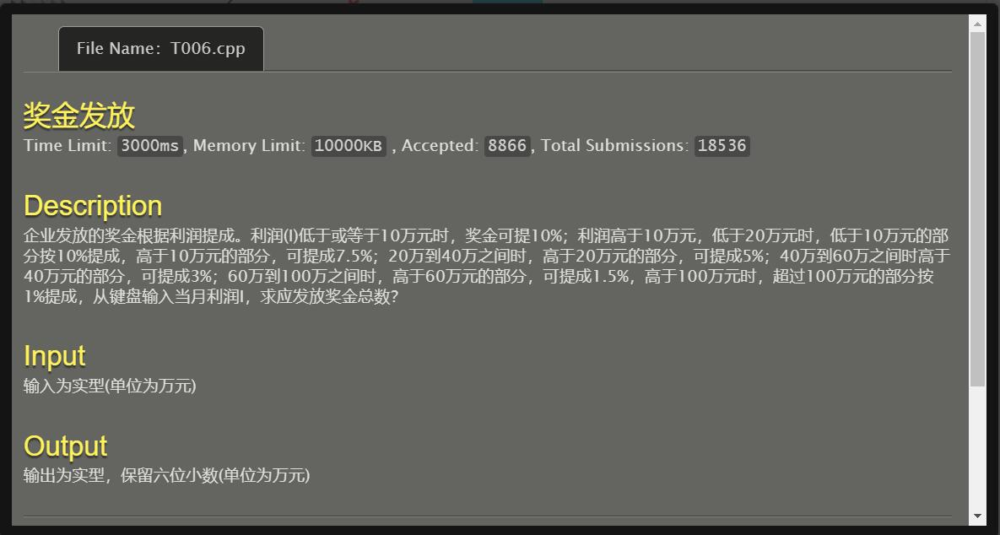 File Name：T006.cpp
奖金发放
Time Limit: 3000ms, Memory Limit: 10000KB , Accepted: 8866, Total Submissions: 18536
Description
企业发放的奖金根据利润提成。利润(I)低于或等于10万元时，奖金可提10%；利润高于10万元，低于20万元时，低于10万元的部
分按10%提成，高于10万元的部分，可提成7.5%；20万到40万之间时，高于20万元的部分，可提成5%；40万到60万之间时高于
40万元的部分，可提成3%；60万到100万之间时，高于60万元的部分，可提成1.5%，高于100万元时，超过100万元的部分按
1%提成，从键盘输入当月利润I，求应发放奖金总数？
Input
输入为实型(单位为万元)
Output
输出为实型，保留六位小数(单位为万元)